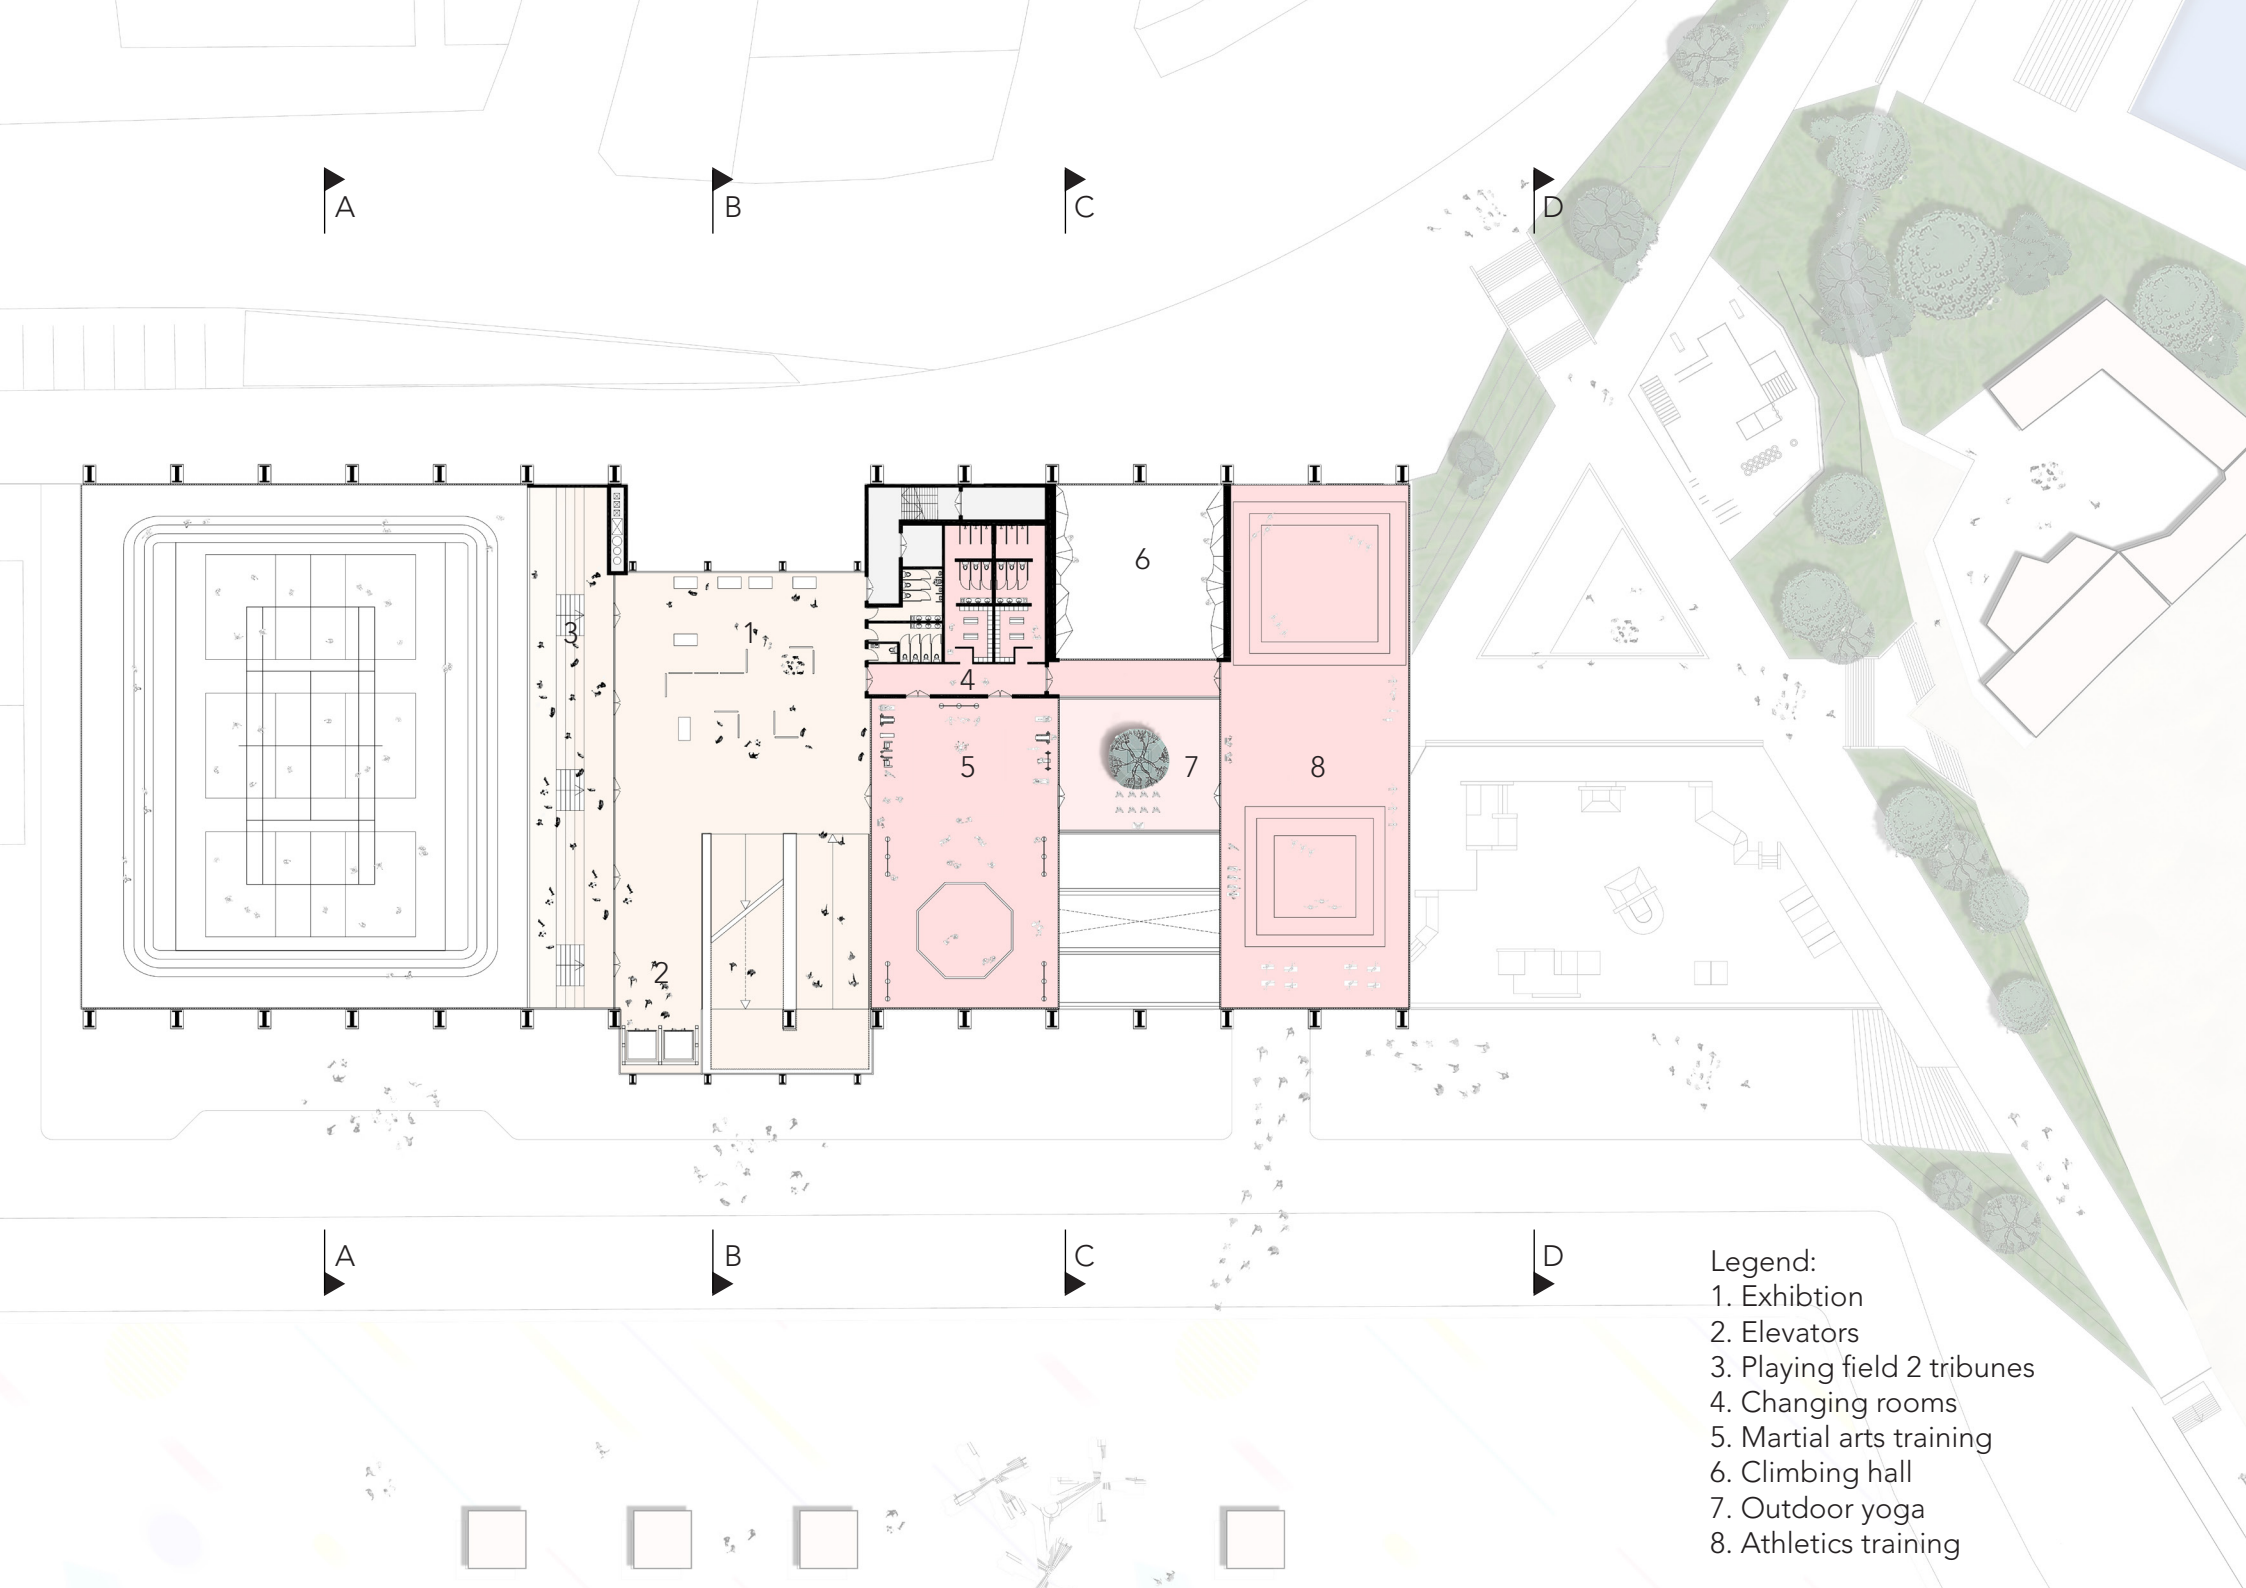 A
B
C
D
3
1
6
4
5
7
8
2
A
B
C
D
Legend:
1. Exhibtion
2. Elevators
3. Playing field 2 tribunes
4. Changing rooms
5. Martial arts training
6. Climbing hall
7. Outdoor yoga
8. Athletics training